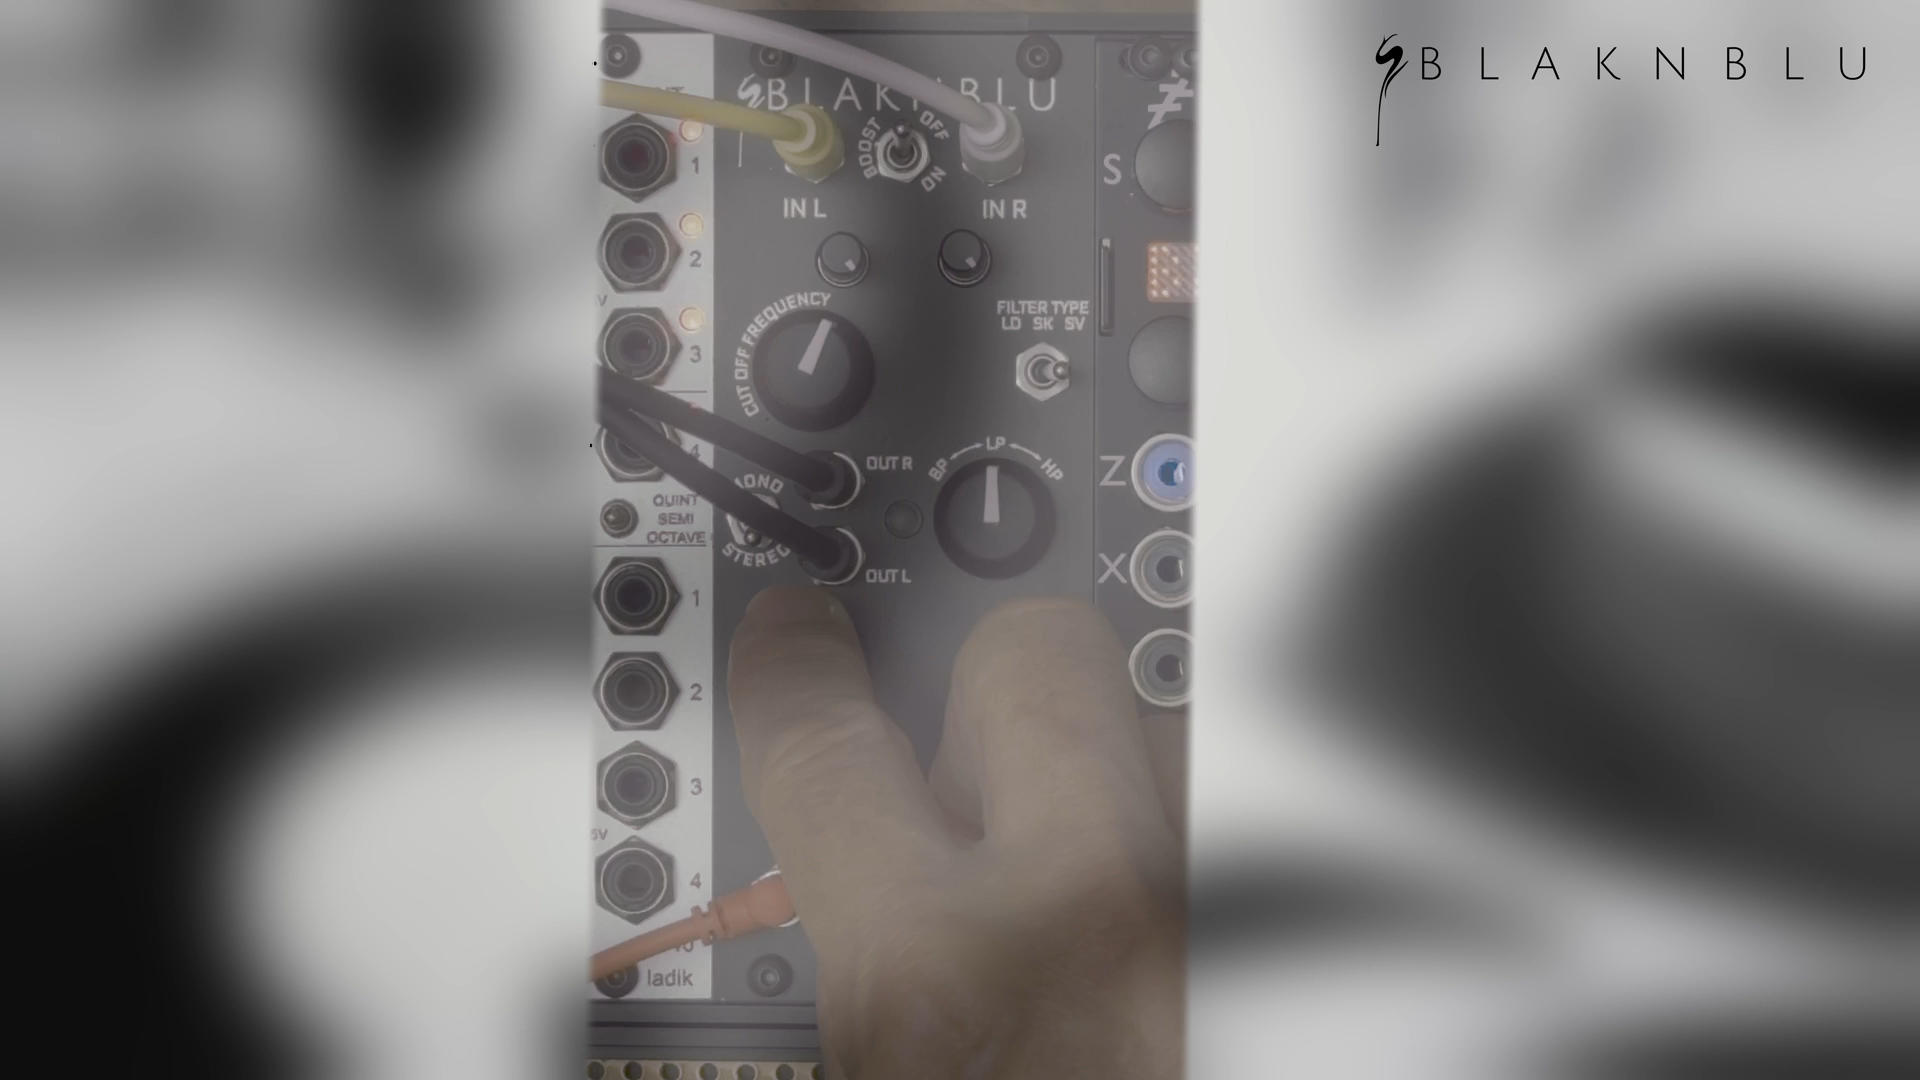 BLAKNBLU
BLAKNBLU
BOOST OFF ON
IN L
IN R
S
1
2
3
4
CUT OFF FREQUENCY
FILTER TYPE
LD SK SV
OUT R
BP LP HP
Z
QUINT
SEMI
OCTAVE
STEREO
OUT L
X
1
2
3
4
ladik